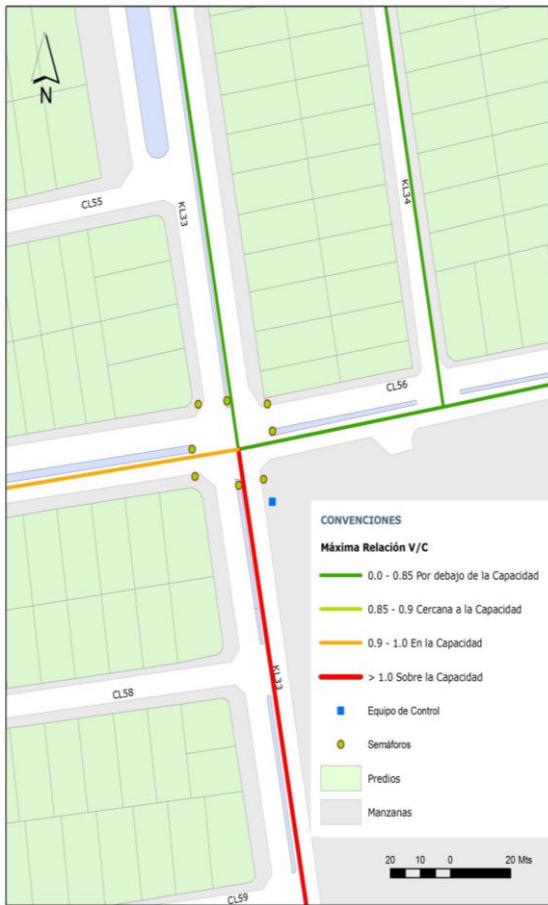 N
CL55
KL33
KL34
CL56
CONVENCIONES
Máxima Relación V/C
0.0 - 0.85 Por debajo de la Capacidad
0.85 - 0.9 Cercana a la Capacidad
0.9 - 1.0 En la Capacidad
> 1.0 Sobre la Capacidad
Equipo de Control
Semáforos
Predios
Manzanas
KL33
CL58
20 10 0 20 Mts
CL59